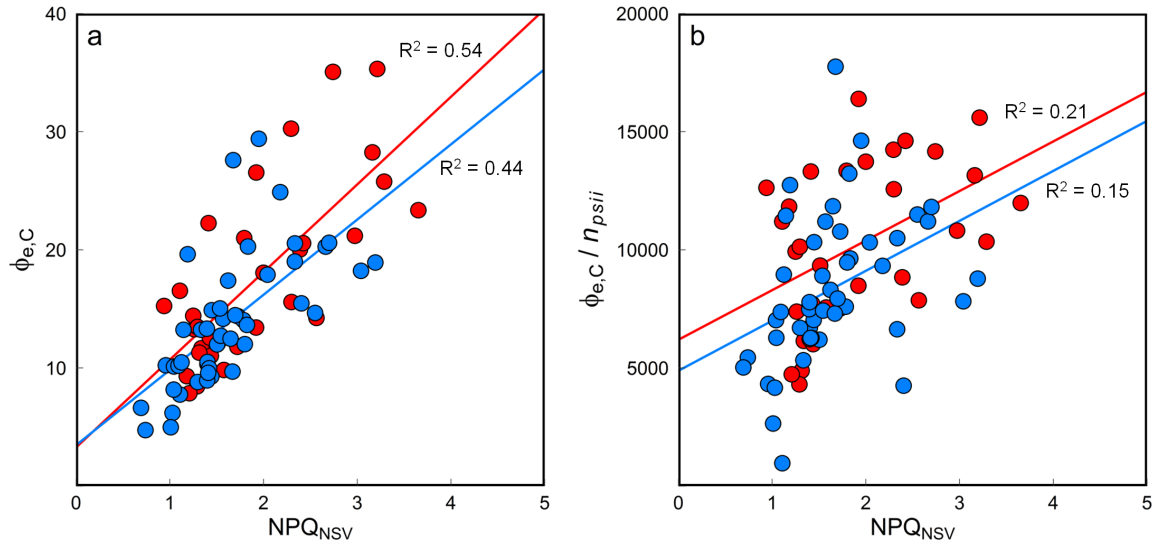 a
40
30
20
10
0
1
2
3
4
5
ϕe,C
NPQNSV
R² = 0.54
R² = 0.44
b
20000
15000
10000
5000
0
1
2
3
4
5
ϕe,C / npsii
NPQNSV
R² = 0.21
R² = 0.15